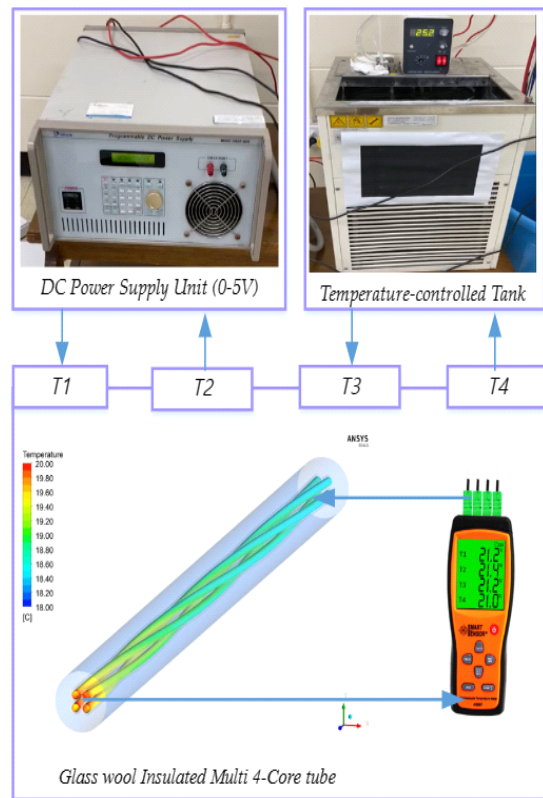 Programmable DC Power Supply
25.2
DC Power Supply Unit (0-5V)
Temperature-controlled Tank
T1
T2
T3
T4
ANSYS
Temperature
20.00
19.80
19.60
19.40
19.20
19.00
18.80
18.60
18.40
18.20
18.00
[C]
T1
T2
T3
T4
SMART
SENSOR
Glass wool Insulated Multi 4-Core tube